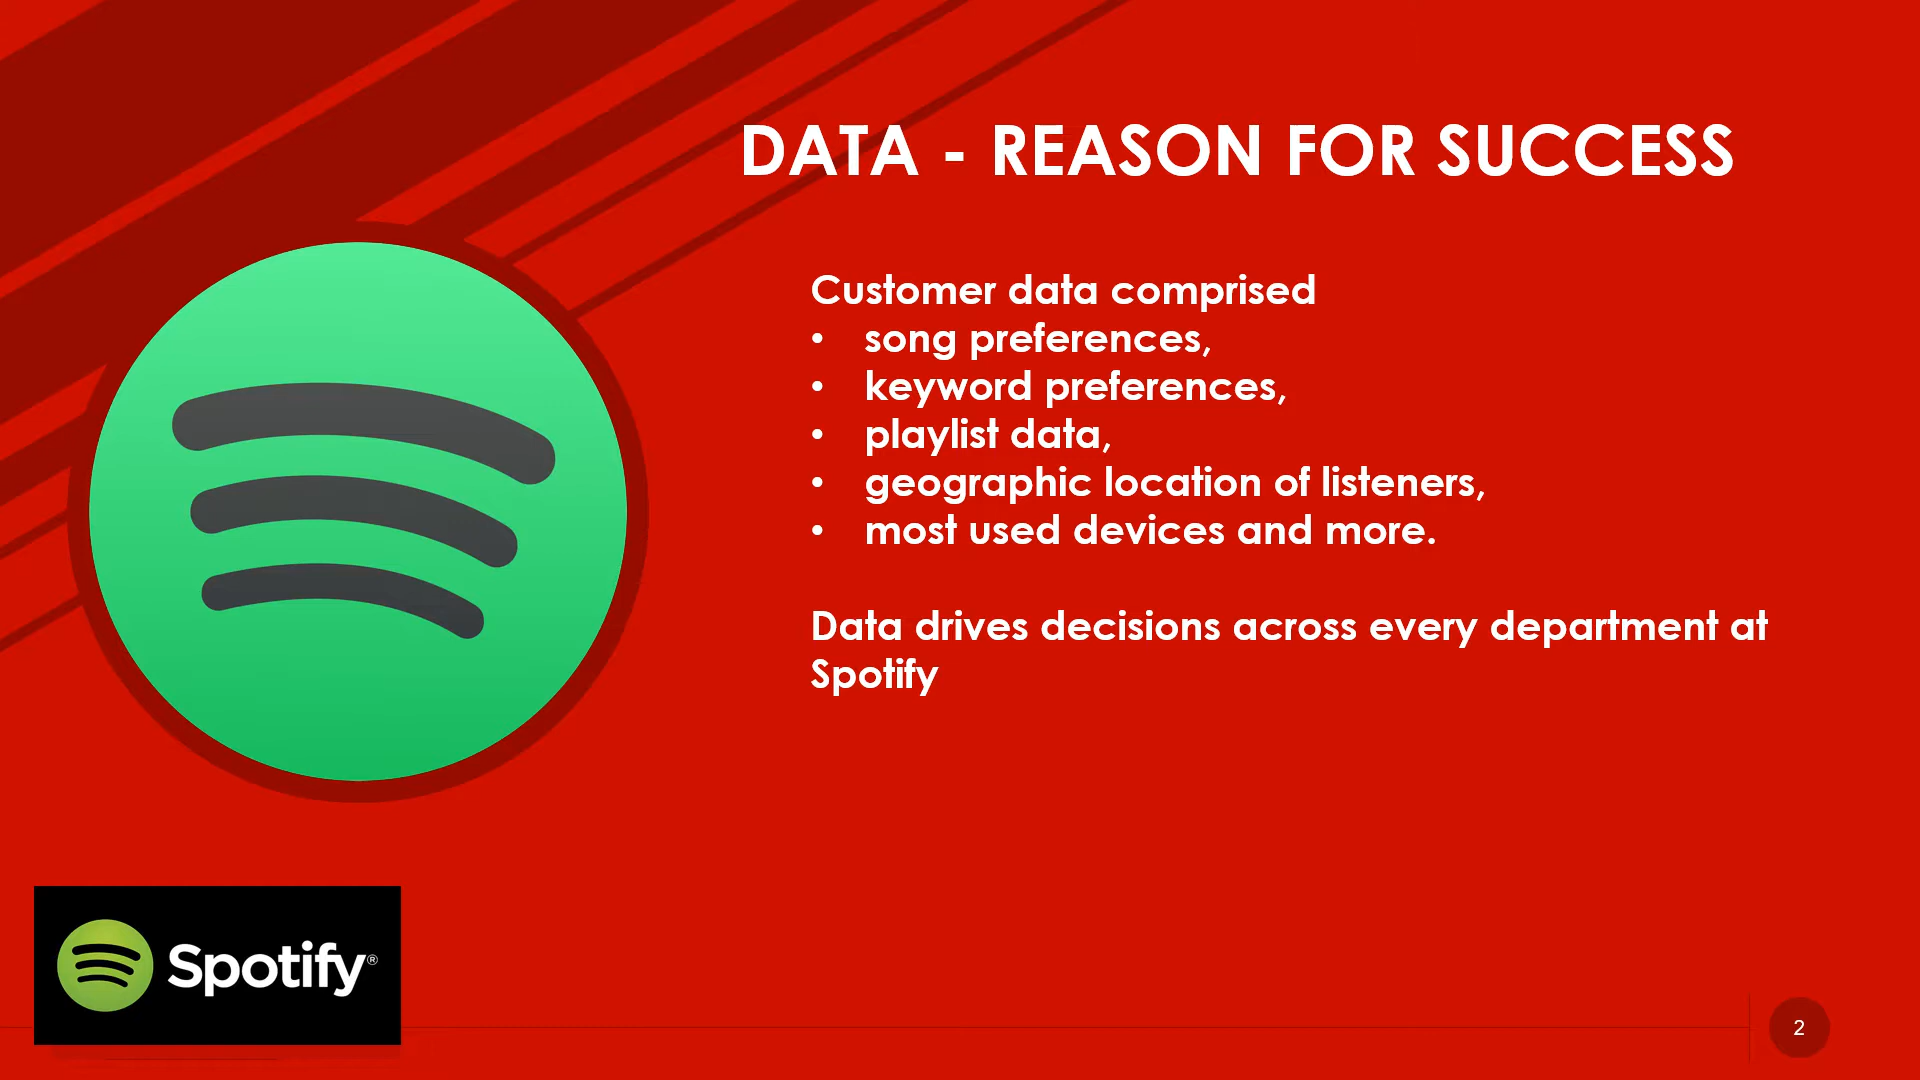 DATA - REASON FOR SUCCESS
Customer data comprised
• song preferences,
• keyword preferences,
• playlist data,
• geographic location of listeners,
• most used devices and more.
Data drives decisions across every department at
Spotify
Spotify®
2